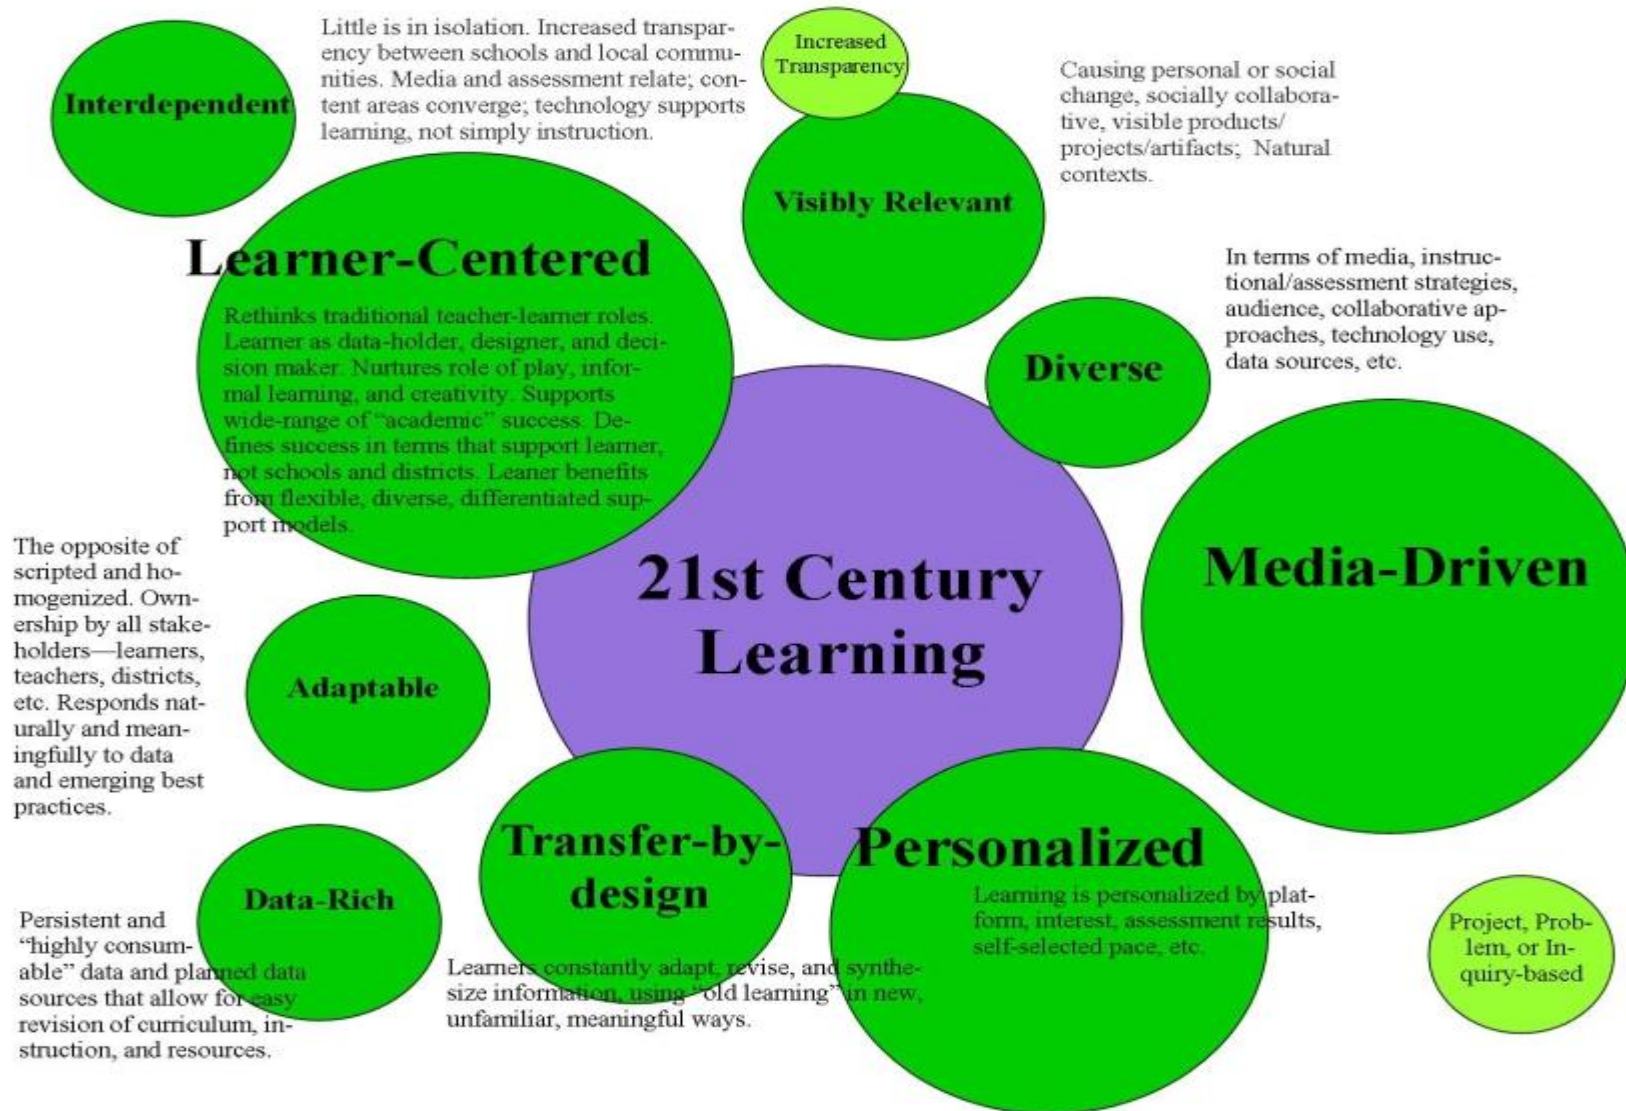 Interdependent
Little is in isolation. Increased transpar-
ency between schools and local commu-
nities. Media and assessment relate; con-
tent areas converge; technology supports
learning, not simply instruction.
Increased
Transparency
Visibly Relevant
Causing personal or social
change, socially collabora-
tive, visible products/
projects/artifacts; Natural
contexts.
Learner-Centered
Rethinks traditional teacher-learner roles.
Learner as data-holder, designer, and deci-
sion maker. Nurtures role of play, infor-
mal learning, and creativity. Supports
wide-range of “academic” success. De-
fines success in terms that support learner,
not schools and districts. Leaner benefits
from flexible, diverse, differentiated sup-
port models.
Diverse
In terms of media, instruc-
tional/assessment strategies,
audience, collaborative ap-
proaches, technology use,
data sources, etc.
21st Century
Learning
Media-Driven
The opposite of
scripted and ho-
mogenized. Own-
ership by all stake-
holders—learners,
teachers, districts,
etc. Responds nat-
urally and mean-
ingfully to data
and emerging best
practices.
Adaptable
Data-Rich
Persistent and
“highly consum-
able” data and planned data
sources that allow for easy
revision of curriculum, in-
struction, and resources.
Transfer-by-
design
Learners constantly adapt, revise, and synthe-
size information, using “old learning” in new,
unfamiliar, meaningful ways.
Personalized
Learning is personalized by plat-
form, interest, assessment results,
self-selected pace, etc.
Project, Prob-
lem, or In-
quiry-based